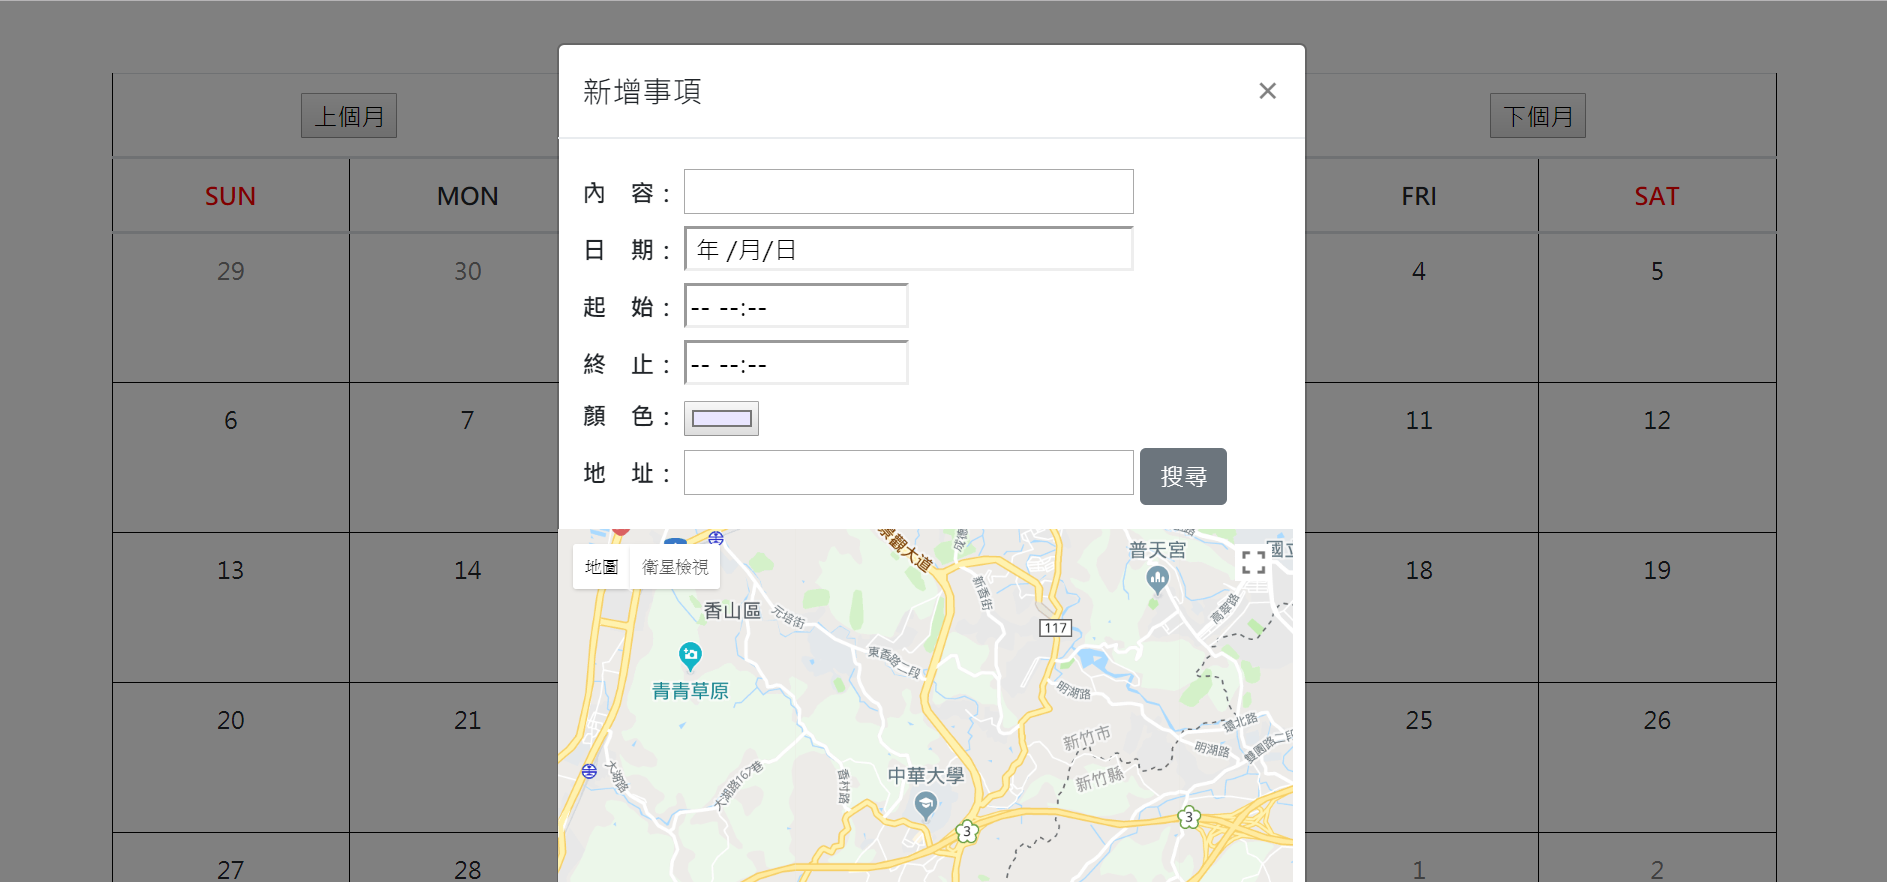 新增事項 ×
上個月 下個月
SUN MON FRI SAT
內 容：
日 期： 年 /月/日
29 30 4 5
起 始： -- --:--
終 止： -- --:--
顏 色：
6 7 11 12
地 址： 搜尋
景觀大道
成德
普天宮
國立
地圖 衛星檢視
13 14 18 19
新香街
香山區
元培街
高翠路
117
東香路二段
青青草原
明湖路
20 21 25 26
環北路
新竹市
明湖路
雙園路二段
新竹縣
大湖路
大湖路167巷
香村路
中華大學
3
3
27 28 1 2